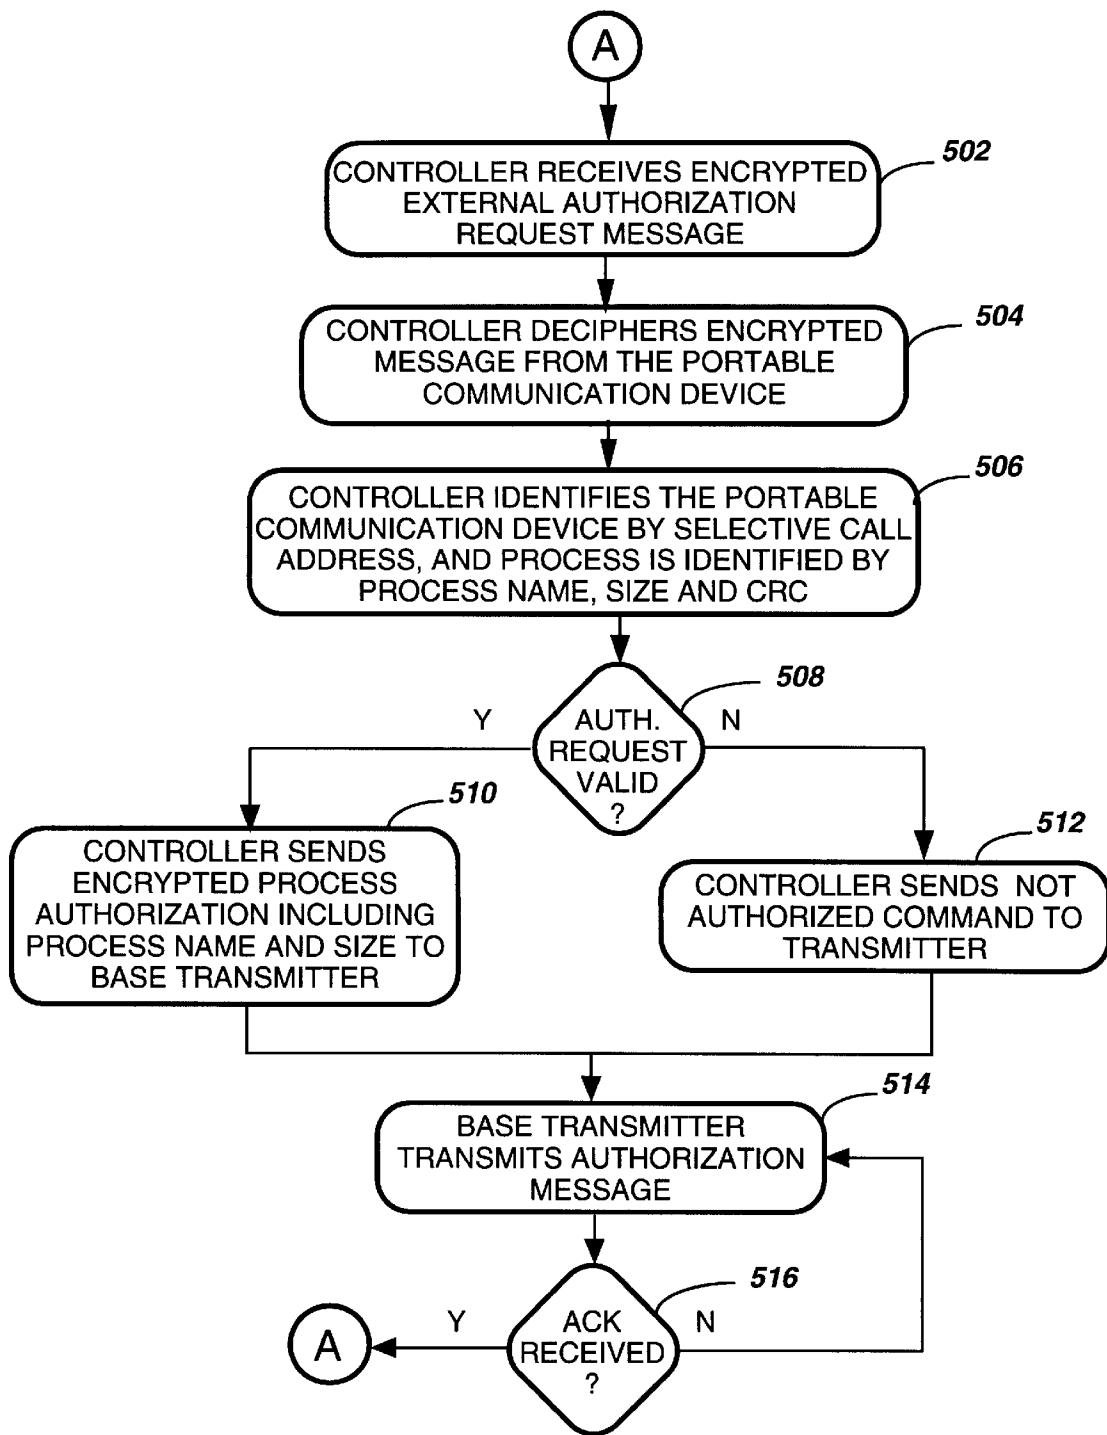 A
502
CONTROLLER RECEIVES ENCRYPTED
EXTERNAL AUTHORIZATION
REQUEST MESSAGE
504
CONTROLLER DECIPHERS ENCRYPTED
MESSAGE FROM THE PORTABLE
COMMUNICATION DEVICE
506
CONTROLLER IDENTIFIES THE PORTABLE
COMMUNICATION DEVICE BY SELECTIVE CALL
ADDRESS, AND PROCESS IS IDENTIFIED BY
PROCESS NAME, SIZE AND CRC
508
Y
N
AUTH.
REQUEST
VALID
?
510
CONTROLLER SENDS
ENCRYPTED PROCESS
AUTHORIZATION INCLUDING
PROCESS NAME AND SIZE TO
BASE TRANSMITTER
512
CONTROLLER SENDS NOT
AUTHORIZED COMMAND TO
TRANSMITTER
514
BASE TRANSMITTER
TRANSMITS AUTHORIZATION
MESSAGE
516
Y
N
ACK
RECEIVED
?
A